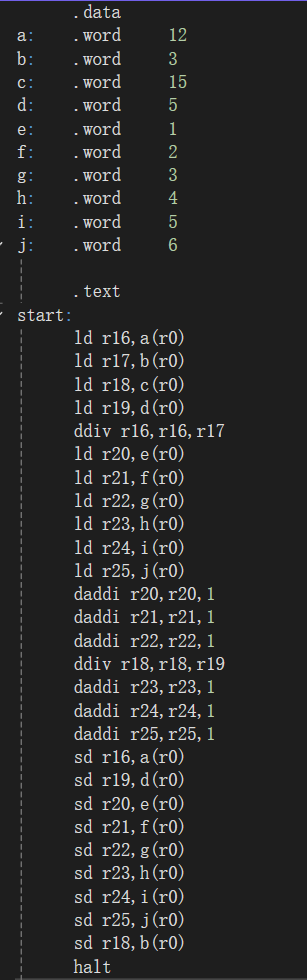 .data
a: .word 12
b: .word 3
c: .word 15
d: .word 5
e: .word 1
f: .word 2
g: .word 3
h: .word 4
i: .word 5
j: .word 6
.text
start:
ld r16,a(r0)
ld r17,b(r0)
ld r18,c(r0)
ld r19,d(r0)
ddiv r16,r16,r17
ld r20,e(r0)
ld r21,f(r0)
ld r22,g(r0)
ld r23,h(r0)
ld r24,i(r0)
ld r25,j(r0)
daddi r20,r20,1
daddi r21,r21,1
daddi r22,r22,1
ddiv r18,r18,r19
daddi r23,r23,1
daddi r24,r24,1
daddi r25,r25,1
sd r16,a(r0)
sd r19,d(r0)
sd r20,e(r0)
sd r21,f(r0)
sd r22,g(r0)
sd r23,h(r0)
sd r24,i(r0)
sd r25,j(r0)
sd r18,b(r0)
halt